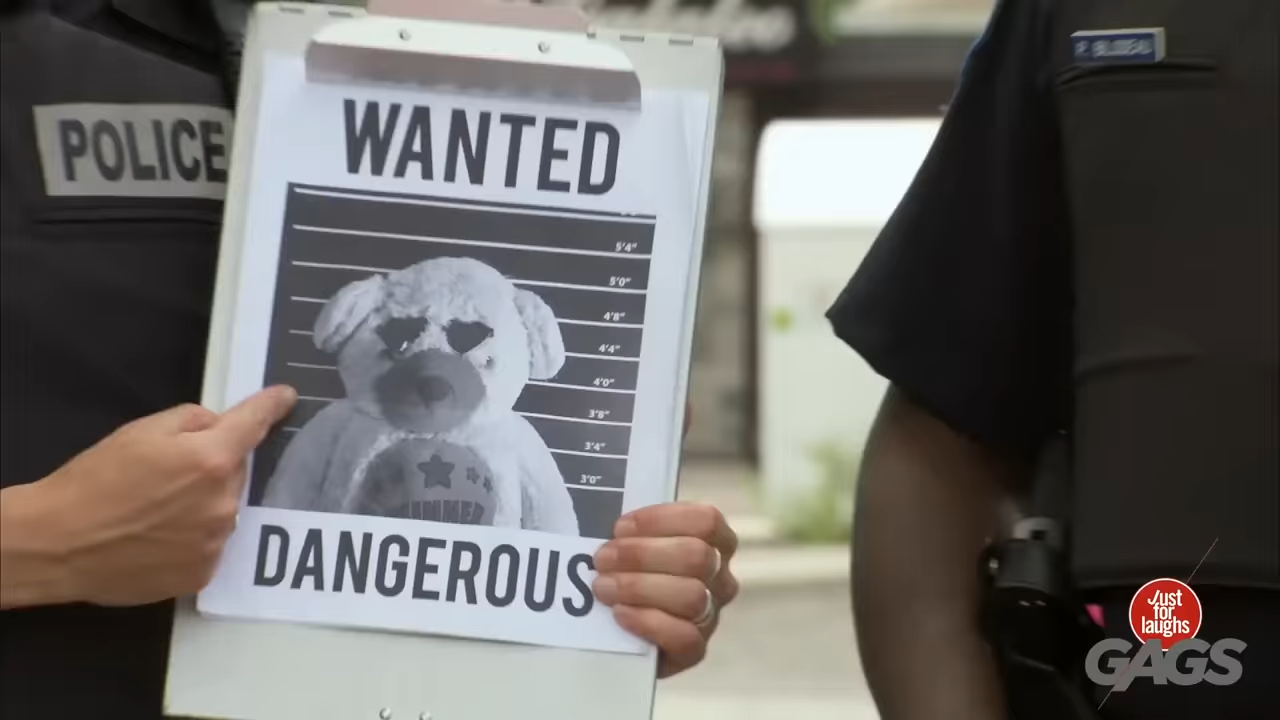 POLICE
WANTED
5'4"
5'0"
4'8"
4'4"
4'0"
3'8"
3'4"
3'0"
DANGEROUS
Just
for
laughs
GAGS